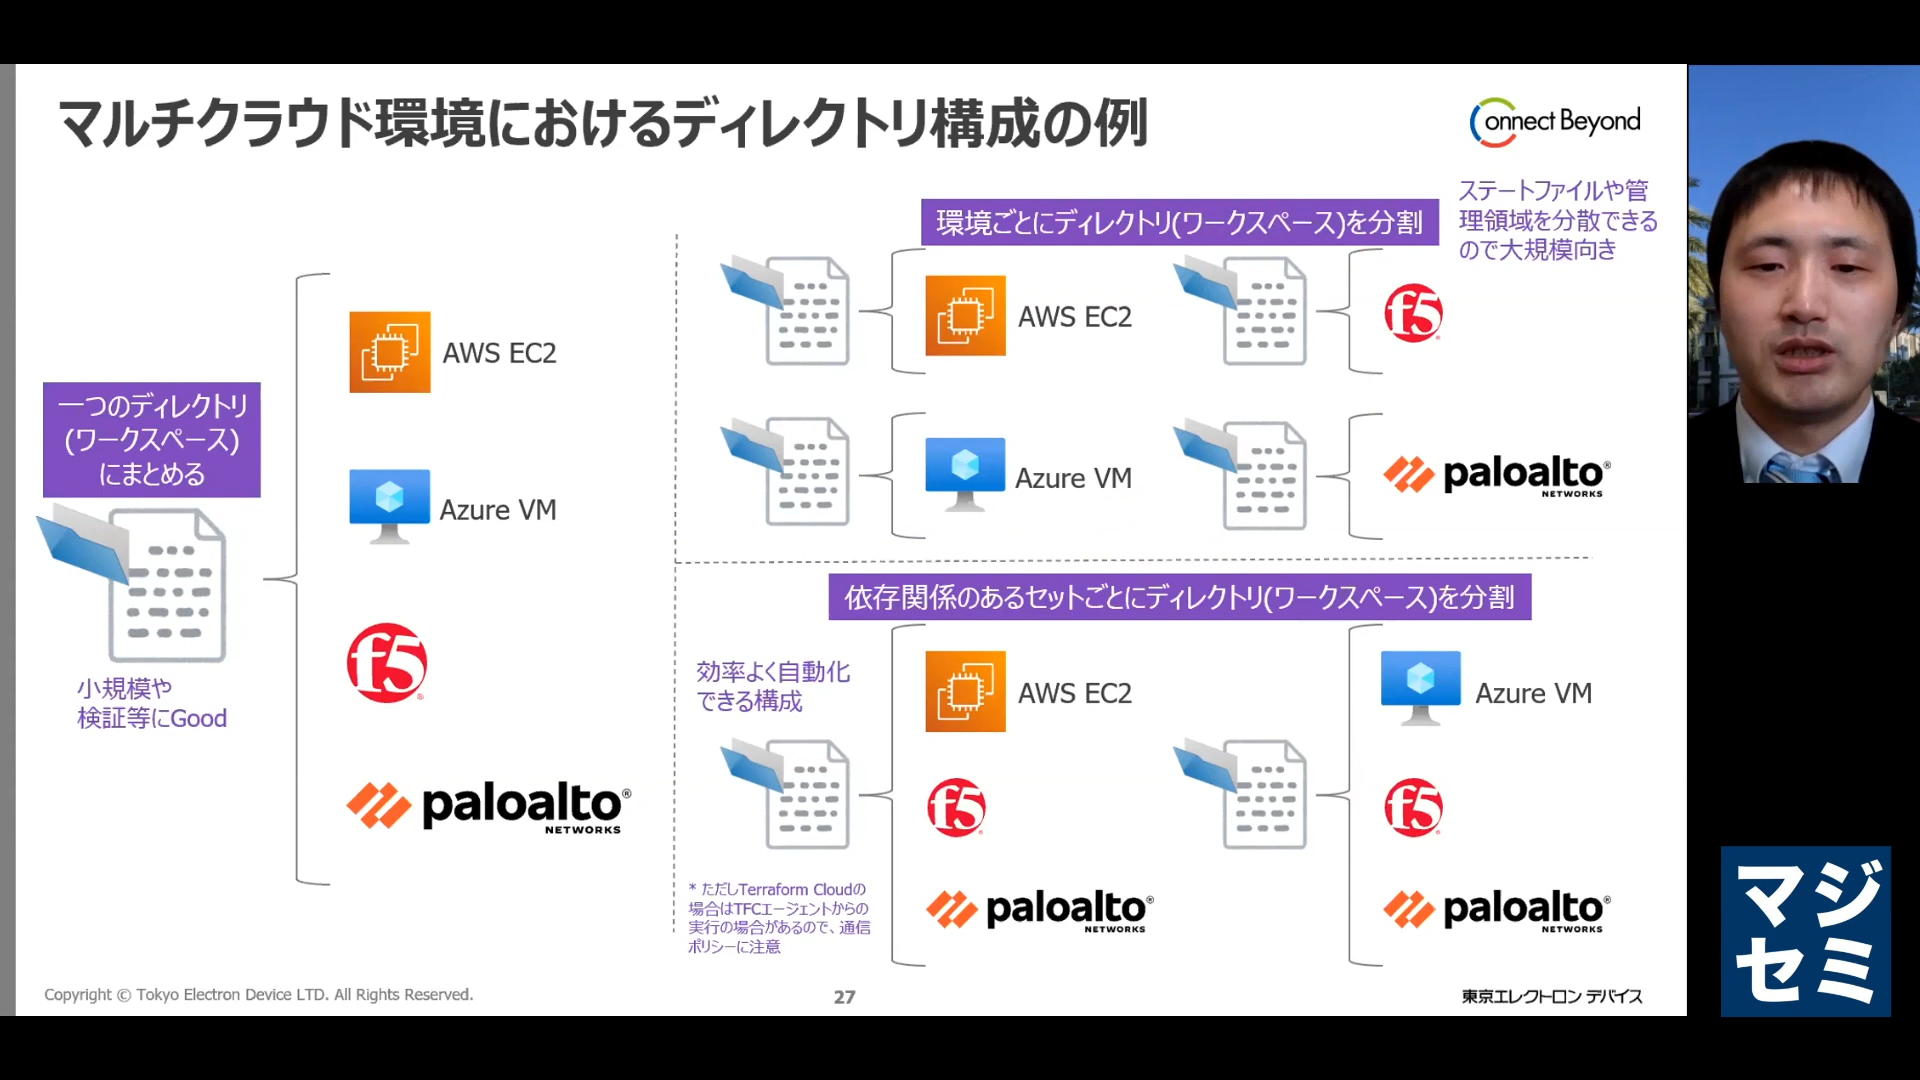 マルチクラウド環境におけるディレクトリ構成の例
Connect Beyond
一つのディレクトリ
(ワークスペース)
にまとめる
小規模や
検証等にGood
AWS EC2
Azure VM
f5
paloalto®
NETWORKS
環境ごとにディレクトリ(ワークスペース)を分割
ステートファイルや管
理領域を分散できる
ので大規模向き
AWS EC2
f5
Azure VM
paloalto®
NETWORKS
依存関係のあるセットごとにディレクトリ(ワークスペース)を分割
効率よく自動化
できる構成
* ただしTerraform Cloudの
場合はTFCエージェントからの
実行の場合があるので、通信
ポリシーに注意
AWS EC2
f5
paloalto®
NETWORKS
Azure VM
f5
paloalto®
NETWORKS
Copyright © Tokyo Electron Device LTD. All Rights Reserved.
27
東京エレクトロン デバイス
マジ
セミ